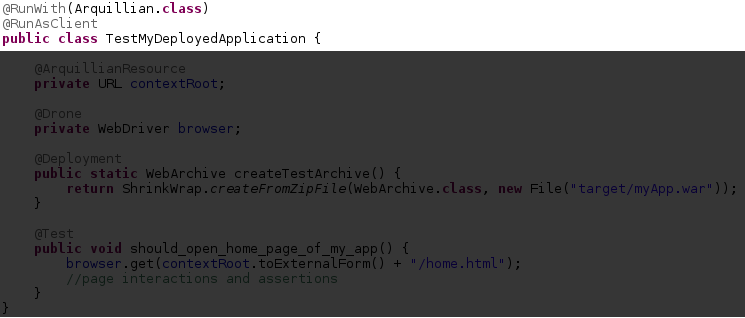 @RunWith(Arquillian.class)
@RunAsClient
public class TestMyDeployedApplication {
@ArquillianResource
private URL contextRoot;
@Drone
private WebDriver browser;
@Deployment
public static WebArchive createTestArchive() {
return ShrinkWrap.createFromZipFile(WebArchive.class, new File("target/myApp.war"));
}
@Test
public void should_open_home_page_of_my_app() {
browser.get(contextRoot.toExternalForm() + "/home.html");
//page interactions and assertions
}
}